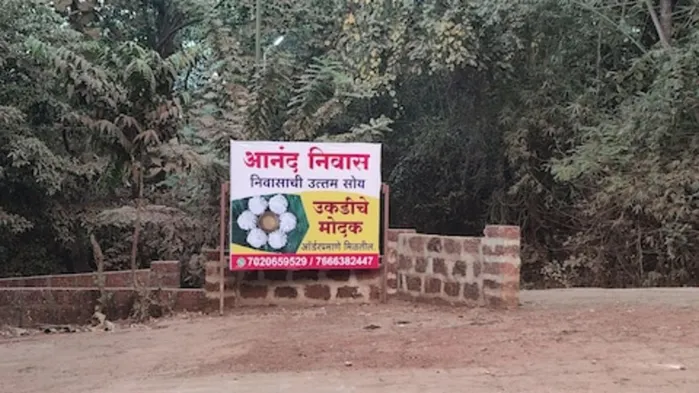 आनंद निवास
निवासाची उत्तम सोय
उकडीचे
मोदक
ऑर्डरप्रमाणे मिळतील
7020659529 / 7666382447